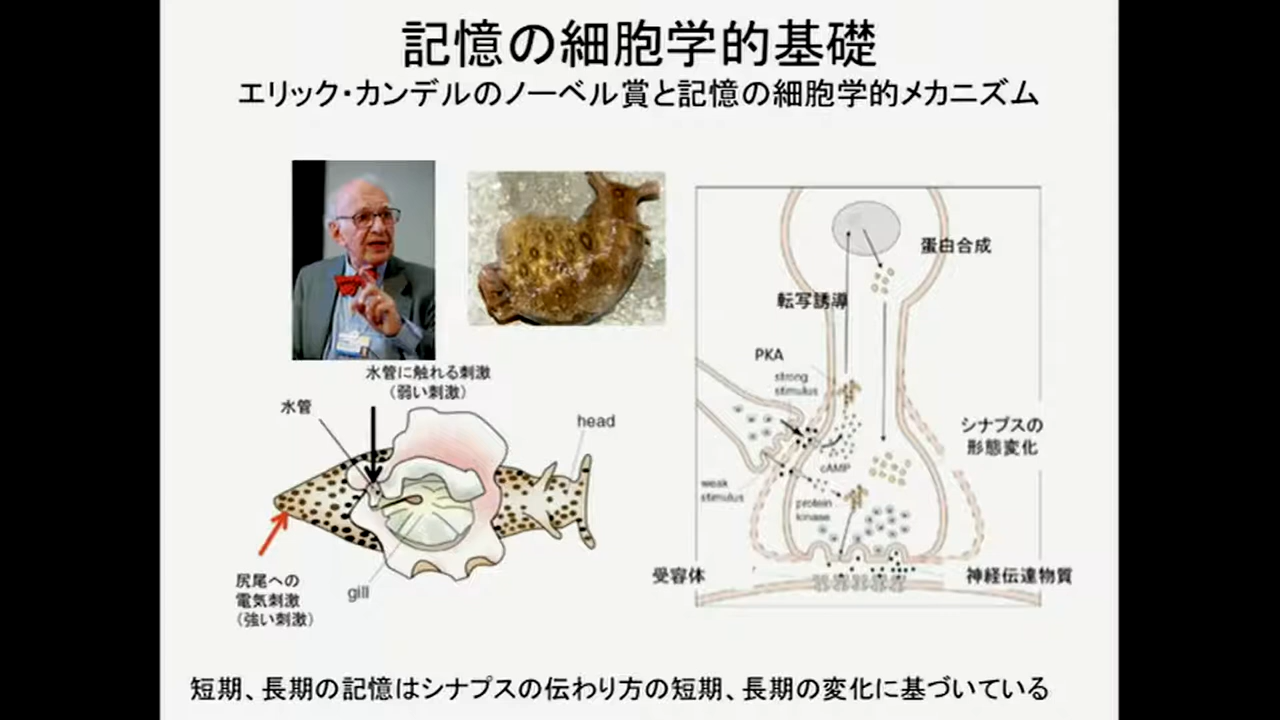 記憶の細胞学的基礎
エリック・カンデルのノーベル賞と記憶の細胞学的メカニズム
蛋白合成
転写誘導
PKA
strong
stimulus
水管に触れる刺激
（弱い刺激）
水管
head
シナプスの
形態変化
cAMP
weak
stimulus
protein
kinase
受容体
神経伝達物質
尻尾への
電気刺激
（強い刺激）
gill
短期、長期の記憶はシナプスの伝わり方の短期、長期の変化に基づいている